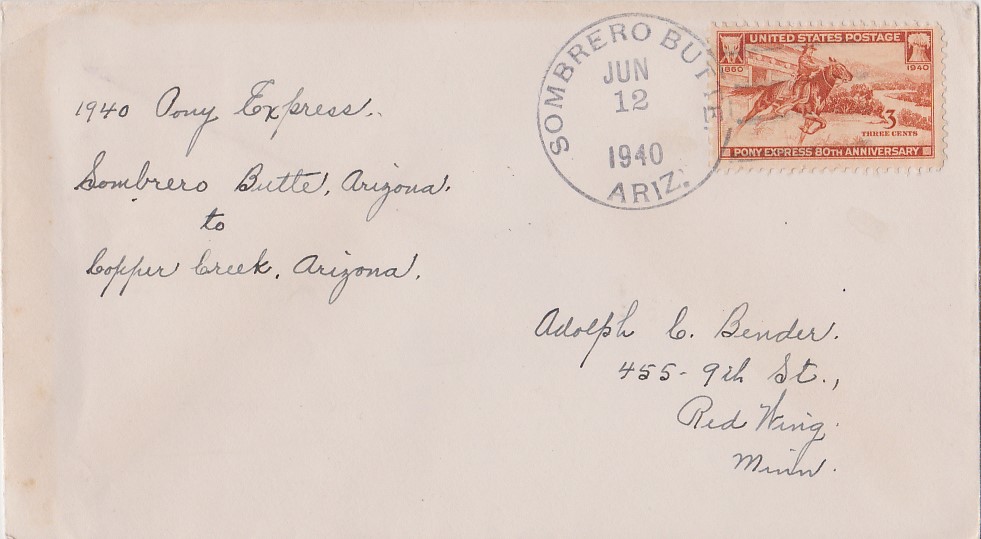 1940 Pony Express.
Sombrero Butte, Arizona.
to
Copper Creek, Arizona.
SOMBRERO BUTTE,
JUN
12
1940
ARIZ.
UNITED STATES POSTAGE
1860
1940
3
THREE CENTS
PONY EXPRESS 80TH ANNIVERSARY
Adolph C. Bender.
455-9th St.,
Red Wing.
Minn.